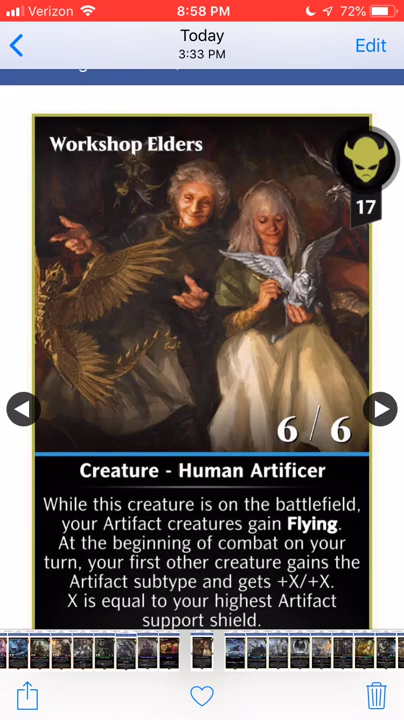 Verizon
8:58 PM
72%
Today
3:33 PM
Edit
Workshop Elders
17
6 / 6
Creature - Human Artificer
While this creature is on the battlefield,
your Artifact creatures gain Flying.
At the beginning of combat on your
turn, your first other creature gains the
Artifact subtype and gets +X/+X.
X is equal to your highest Artifact
support shield.